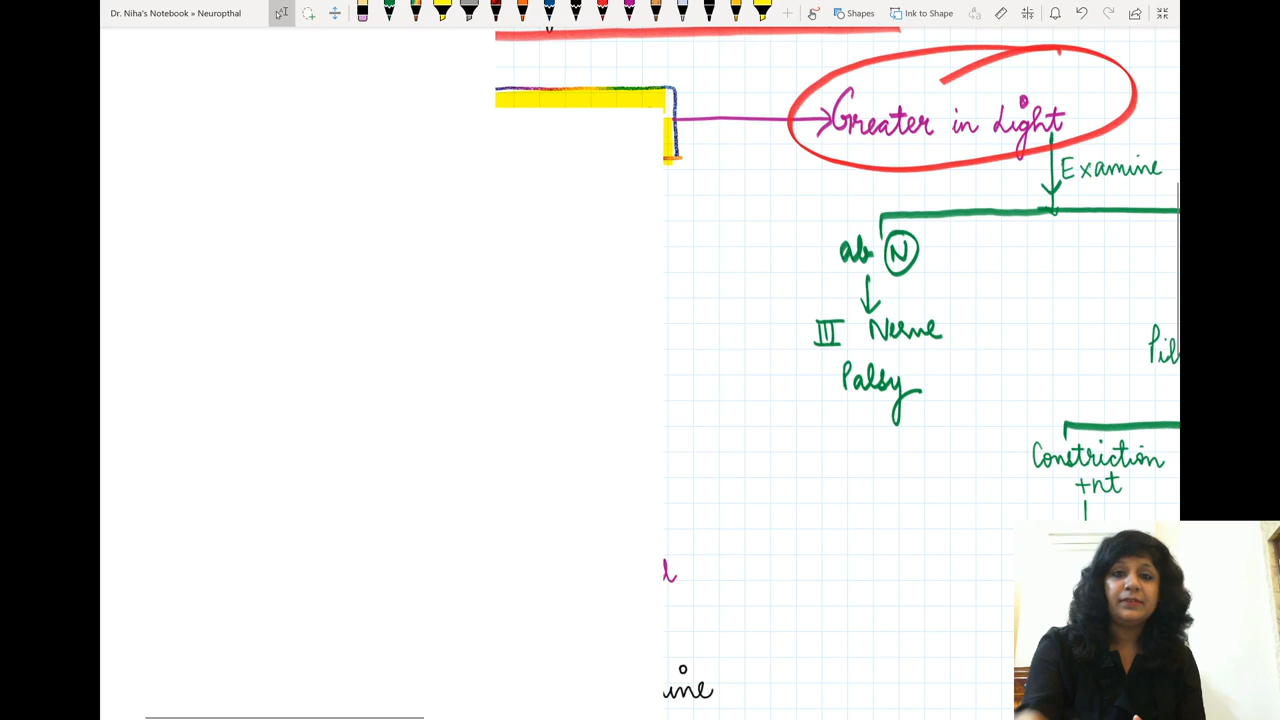 Dr. Niha's Notebook » Neuropthal
Shapes
Ink to Shape
Greater in Light
Examine
ab N
III Nerve
Palsy
Constriction
+nt